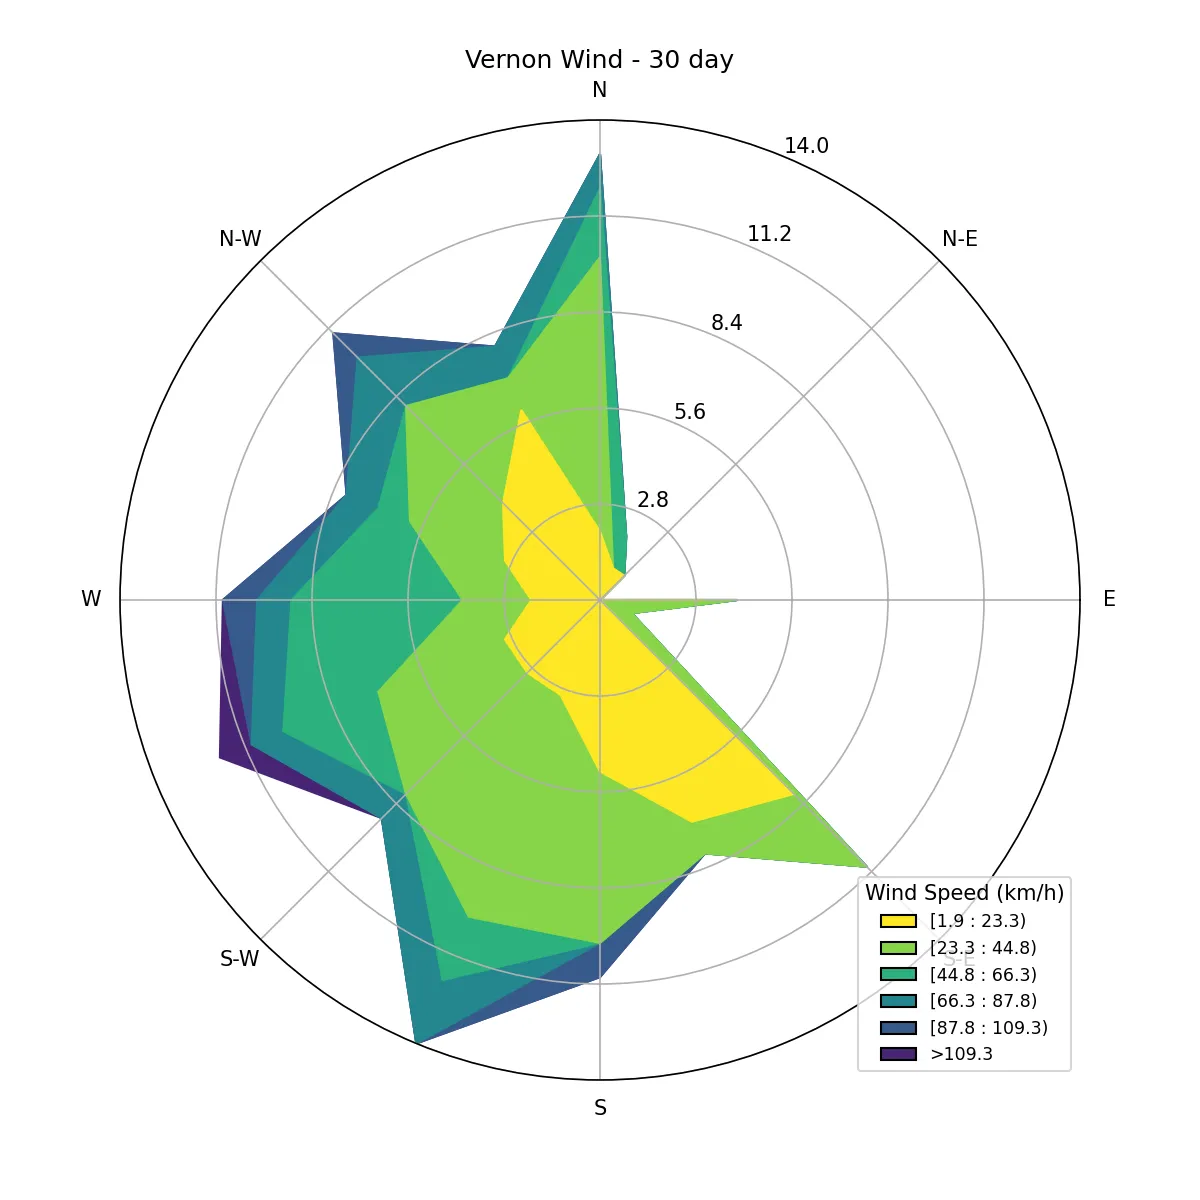 Vernon Wind - 30 day
N
14.0
N-W
11.2
N-E
8.4
5.6
2.8
W
E
S-W
S-E
S
Wind Speed (km/h)
[1.9 : 23.3)
[23.3 : 44.8)
[44.8 : 66.3)
[66.3 : 87.8)
[87.8 : 109.3)
>109.3